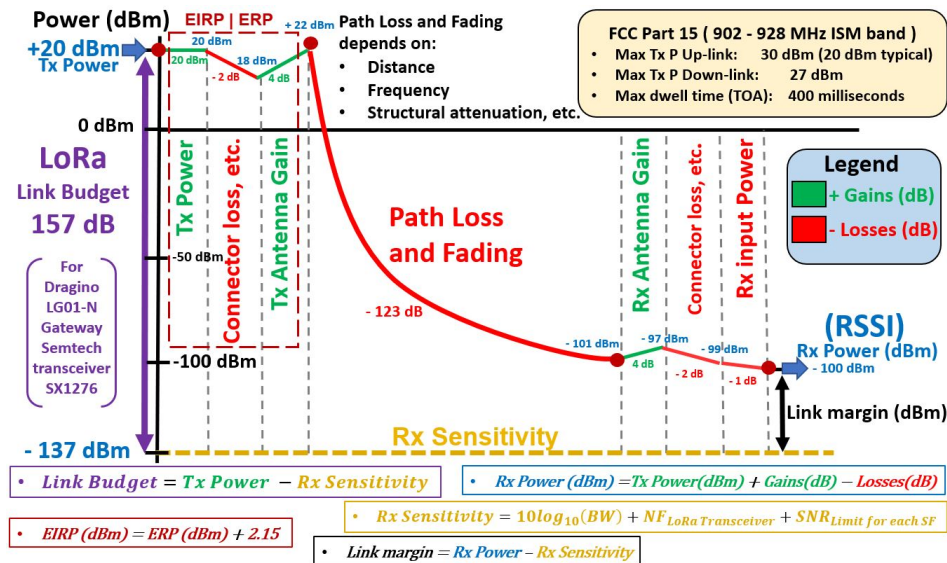 Power (dBm)
EIRP | ERP
+ 22 dBm
+20 dBm
Tx Power
20 dBm
20 dBm
- 2 dB
18 dBm
4 dB
Path Loss and Fading
depends on:
• Distance
• Frequency
• Structural attenuation, etc.
FCC Part 15 ( 902 - 928 MHz ISM band )
• Max Tx P Up-link: 30 dBm (20 dBm typical)
• Max Tx P Down-link: 27 dBm
• Max dwell time (TOA): 400 milliseconds
0 dBm
LoRa
Link Budget
157 dB
For
Dragino
LG01-N
Gateway
Semtech
transceiver
SX1276
-50 dBm
-100 dBm
- 137 dBm
Tx Power
Connector loss, etc.
Tx Antenna Gain
Path Loss
and Fading
- 123 dB
Rx Antenna Gain
Connector loss, etc.
Rx input Power
Legend
+ Gains (dB)
- Losses (dB)
- 101 dBm
4 dB
- 97 dBm
- 2 dB
- 99 dBm
- 1 dB
(RSSI)
Rx Power (dBm)
- 100 dBm
Link margin (dBm)
Rx Sensitivity
• Link Budget = Tx Power − Rx Sensitivity
• Rx Power (dBm) =Tx Power(dBm) + Gains(dB) − Losses(dB)
• Rx Sensitivity = 10log10(BW) + NF LoRa Transceiver + SNR Limit for each SF
• EIRP (dBm) = ERP (dBm) + 2.15
• Link margin = Rx Power − Rx Sensitivity